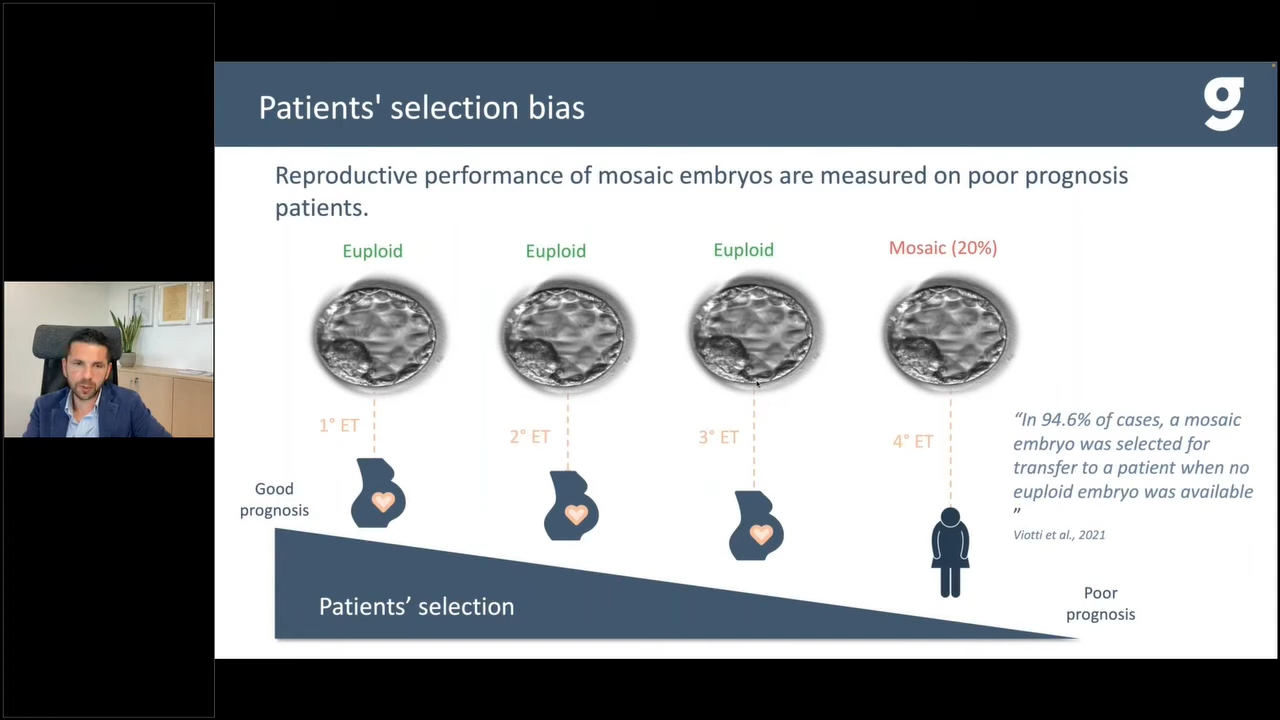 Patients' selection bias
g
Reproductive performance of mosaic embryos are measured on poor prognosis
patients.
Euploid
Euploid
Euploid
Mosaic (20%)
1° ET
2° ET
3° ET
4° ET
“In 94.6% of cases, a mosaic
embryo was selected for
transfer to a patient when no
euploid embryo was available
”
Viotti et al., 2021
Good
prognosis
Patients’ selection
Poor
prognosis